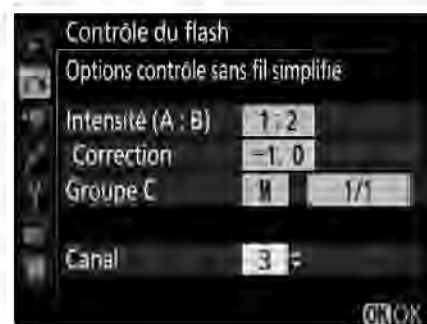 Contrôle du flash
Options contrôle sans fil simplifié
Intensité (A : B) 1:2
Correction -1.0
Groupe C M 1/1
Canal 3
OK OK